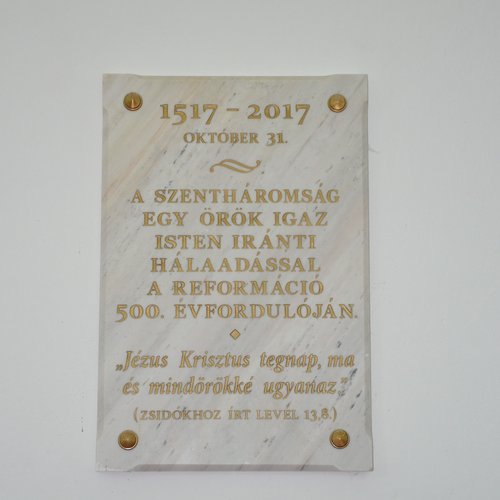 1517 – 2017
OKTÓBER 31.
A SZENTHÁROMSÁG
EGY ÖRÖK IGAZ
ISTEN IRÁNTI
HÁLAADÁSSAL
A REFORMÁCIÓ
500. ÉVFORDULÓJÁN.
„Jézus Krisztus tegnap, ma
és mindörökké ugyanaz.”
(ZSIDÓKHOZ ÍRT LEVÉL 13,8.)